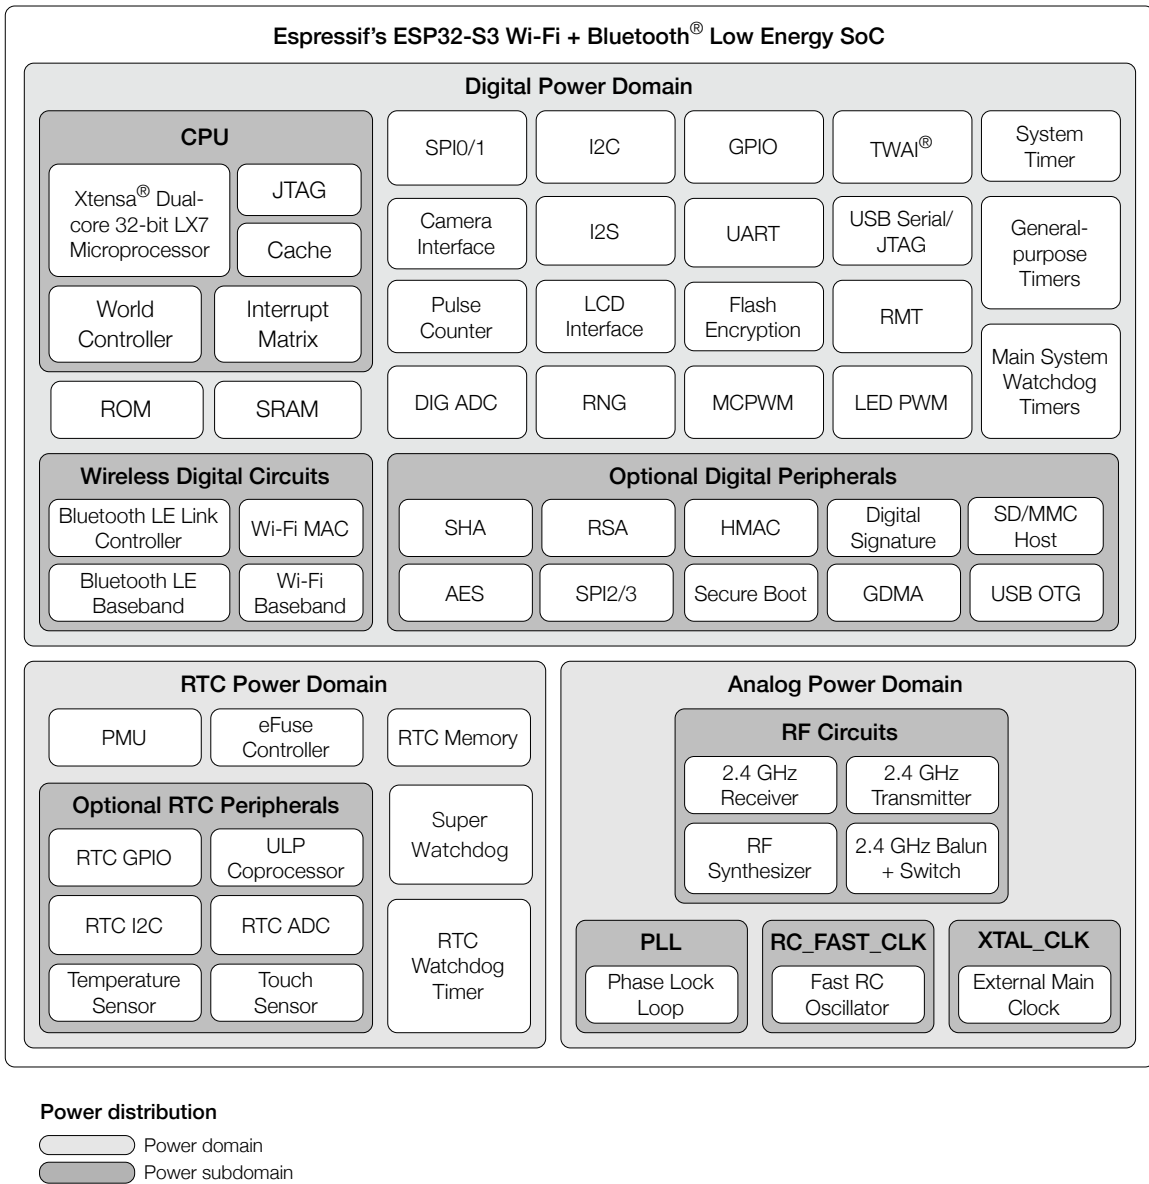 Espressif's ESP32-S3 Wi-Fi + Bluetooth® Low Energy SoC
Digital Power Domain
CPU
Xtensa® Dual-
core 32-bit LX7
Microprocessor
JTAG
Cache
World
Controller
Interrupt
Matrix
ROM
SRAM
SPI0/1
I2C
GPIO
TWAI®
System
Timer
Camera
Interface
I2S
UART
USB Serial/
JTAG
General-
purpose
Timers
Pulse
Counter
LCD
Interface
Flash
Encryption
RMT
Main System
Watchdog
Timers
DIG ADC
RNG
MCPWM
LED PWM
Wireless Digital Circuits
Bluetooth LE Link
Controller
Wi-Fi MAC
Bluetooth LE
Baseband
Wi-Fi
Baseband
Optional Digital Peripherals
SHA
RSA
HMAC
Digital
Signature
SD/MMC
Host
AES
SPI2/3
Secure Boot
GDMA
USB OTG
RTC Power Domain
PMU
eFuse
Controller
RTC Memory
Optional RTC Peripherals
RTC GPIO
ULP
Coprocessor
RTC I2C
RTC ADC
Temperature
Sensor
Touch
Sensor
Super
Watchdog
RTC
Watchdog
Timer
Analog Power Domain
RF Circuits
2.4 GHz
Receiver
2.4 GHz
Transmitter
RF
Synthesizer
2.4 GHz Balun
+ Switch
PLL
Phase Lock
Loop
RC_FAST_CLK
Fast RC
Oscillator
XTAL_CLK
External Main
Clock
Power distribution
Power domain
Power subdomain